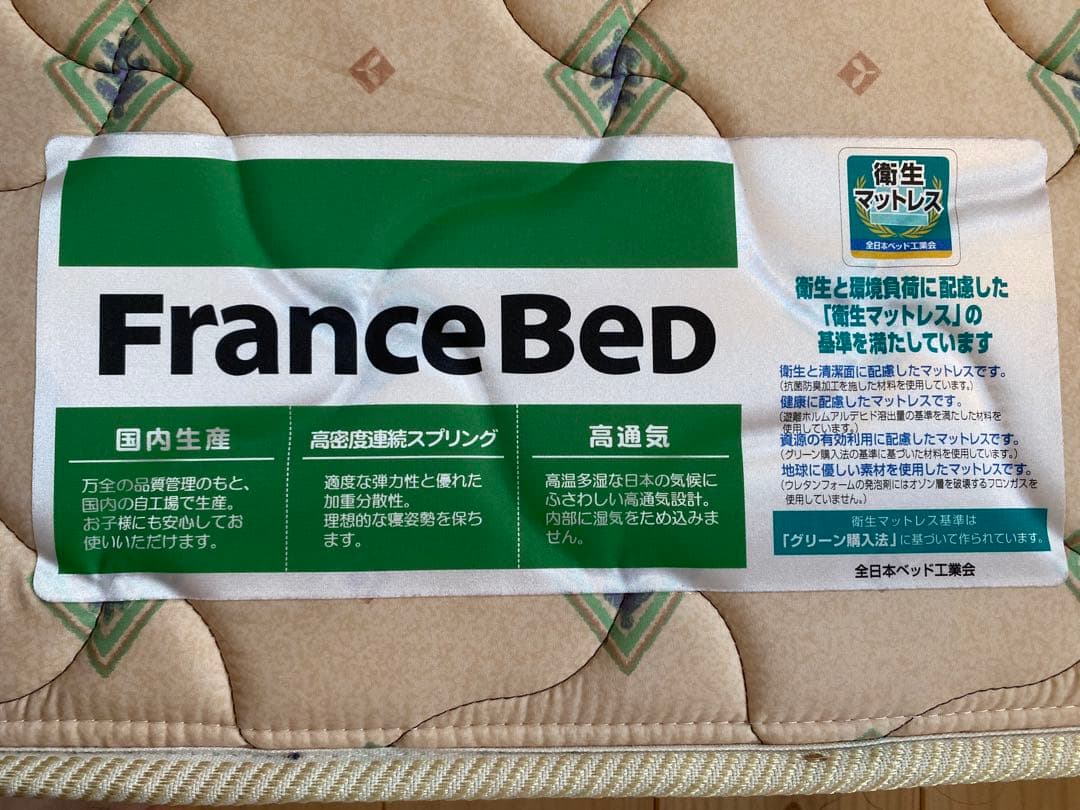 FranceBeD
国内生産
万全の品質管理のもと、
国内の自工場で生産。
お子様にも安心してお
使いいただけます。
高密度連続スプリング
適度な弾力性と優れた
加重分散性。
理想的な寝姿勢を保ち
ます。
高通気
高温多湿な日本の気候に
ふさわしい高通気設計。
内部に湿気をため込みま
せん。
衛生
マットレス
全日本ベッド工業会
衛生と環境負荷に配慮した
「衛生マットレス」の
基準を満たしています
衛生と清潔面に配慮したマットレスです。
(抗菌防臭加工を施した材料を使用しています。)
健康に配慮したマットレスです。
(遊離ホルムアルデヒド溶出量の基準を満たした材料を
使用しています。)
資源の有効利用に配慮したマットレスです。
(グリーン購入法の基準に基づいた材料を使用しています。)
地球に優しい素材を使用したマットレスです。
(ウレタンフォームの発泡剤にはオゾン層を破壊するフロンガスを
使用していません。)
衛生マットレス基準は
「グリーン購入法」に基づいて作られています。
全日本ベッド工業会